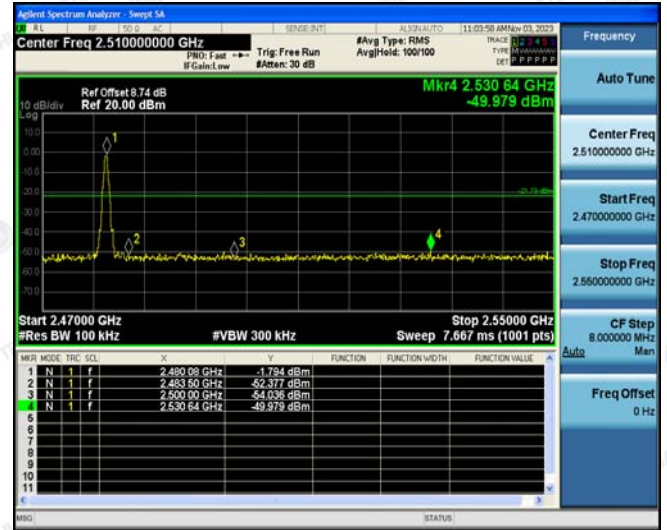 Agilent Spectrum Analyzer - Swept SA
RL RF 50 Ω AC SENSE:INT ALIGN AUTO 11:03:50 AM Nov 03, 2023
Center Freq 2.510000000 GHz
PNO: Fast Trig: Free Run #Avg Type: RMS TRACE 1 2 3 4 5 6
IFGain:Low #Atten: 30 dB Avg|Hold: 100/100 TYPE
DET P P P P P P
Frequency
Auto Tune
Center Freq
2.510000000 GHz
Start Freq
2.470000000 GHz
Stop Freq
2.550000000 GHz
CF Step
8.000000 MHz
Auto Man
Freq Offset
0 Hz
Mkr4 2.530 64 GHz
-49.979 dBm
Ref Offset 8.74 dB
10 dB/div Ref 20.00 dBm
Log
10.0
0.00
-10.0
-20.0
-30.0
-40.0
-50.0
-60.0
-70.0
-21.79 dBm
1
2
3
4
Start 2.47000 GHz Stop 2.55000 GHz
#Res BW 100 kHz #VBW 300 kHz Sweep 7.667 ms (1001 pts)
MKR MODE TRC SCL X Y FUNCTION FUNCTION WIDTH FUNCTION VALUE
1 N 1 f 2.480 08 GHz -1.794 dBm
2 N 1 f 2.483 50 GHz -52.377 dBm
3 N 1 f 2.500 00 GHz -54.036 dBm
4 N 1 f 2.530 64 GHz -49.979 dBm
5
6
7
8
9
10
11
MSG STATUS